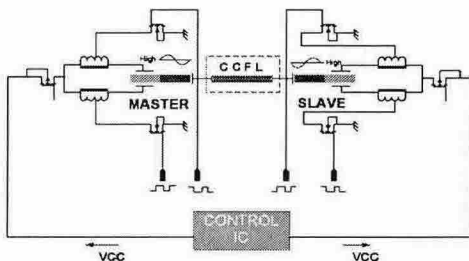 High
CCFL
High
MASTER
SLAVE
CONTROL
IC
VCC
VCC